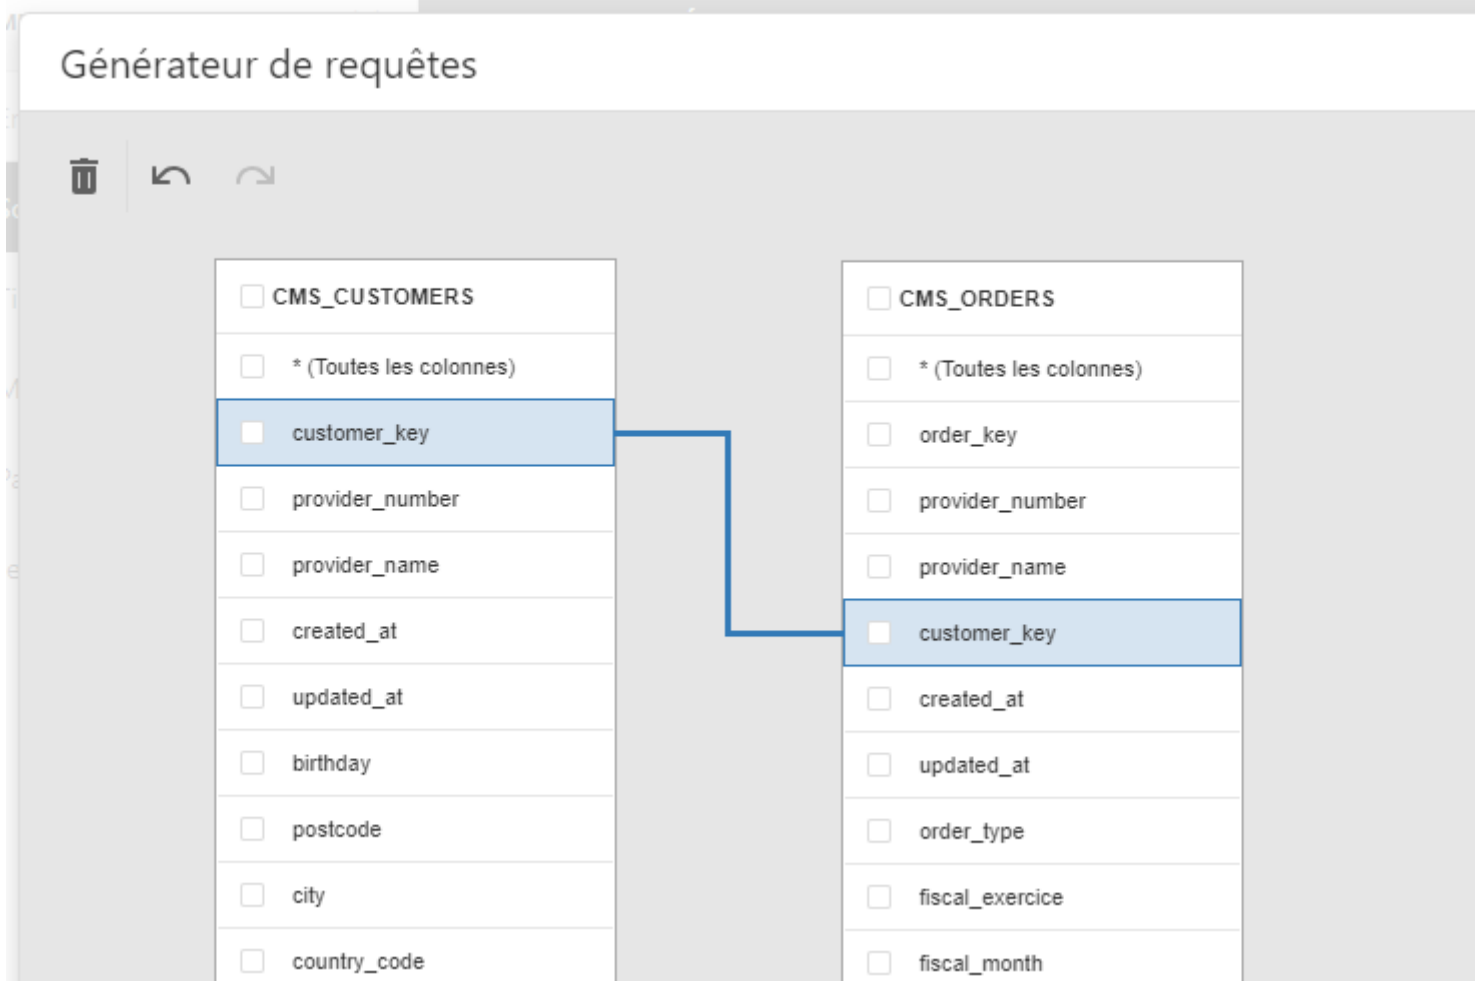 Générateur de requêtes
CMS_CUSTOMERS
* (Toutes les colonnes)
customer_key
provider_number
provider_name
created_at
updated_at
birthday
postcode
city
country_code
CMS_ORDERS
* (Toutes les colonnes)
order_key
provider_number
provider_name
customer_key
created_at
updated_at
order_type
fiscal_exercice
fiscal_month